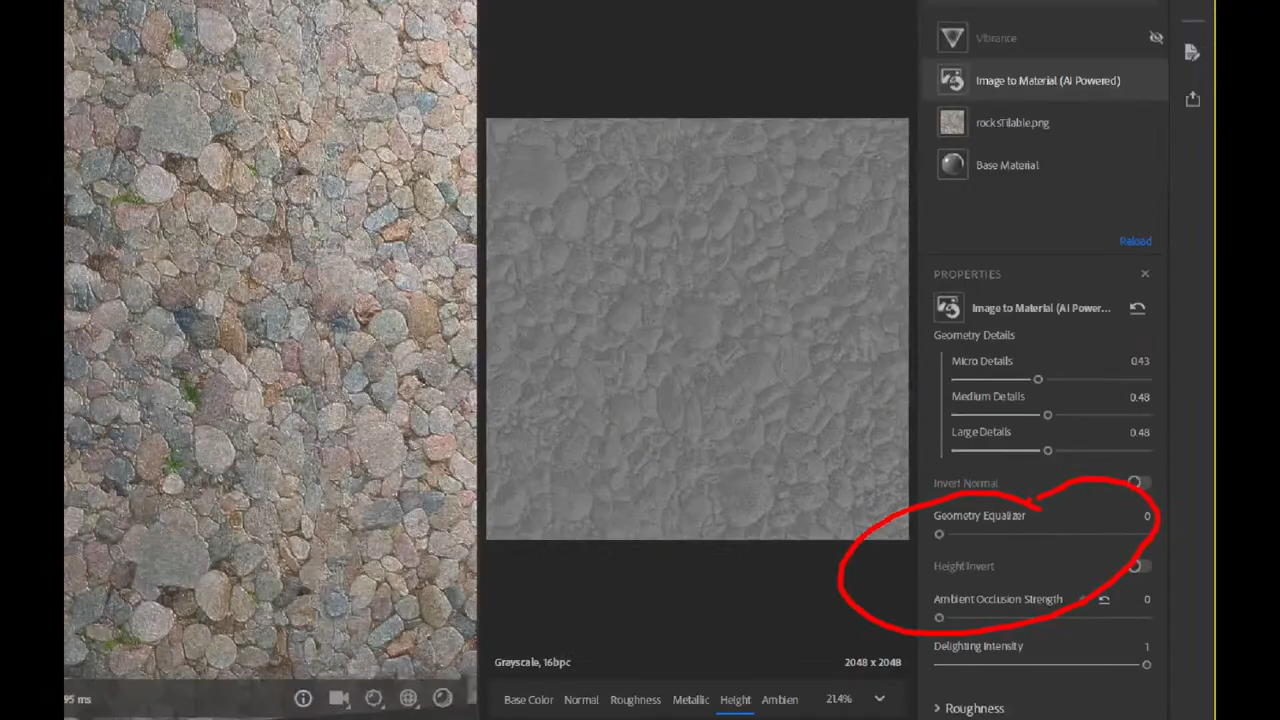 Vibrance
Image to Material (AI Powered)
rocksTilable.png
Base Material
Reload
PROPERTIES
Image to Material (AI Power...
Geometry Details
Micro Details 0.43
Medium Details 0.48
Large Details 0.48
Invert Normal
Geometry Equalizer 0
Height Invert
Ambient Occlusion Strength 0
Delighting Intensity 1
Roughness
Grayscale, 16bpc 2048 x 2048
95 ms
Base Color Normal Roughness Metallic Height Ambien 21.4%